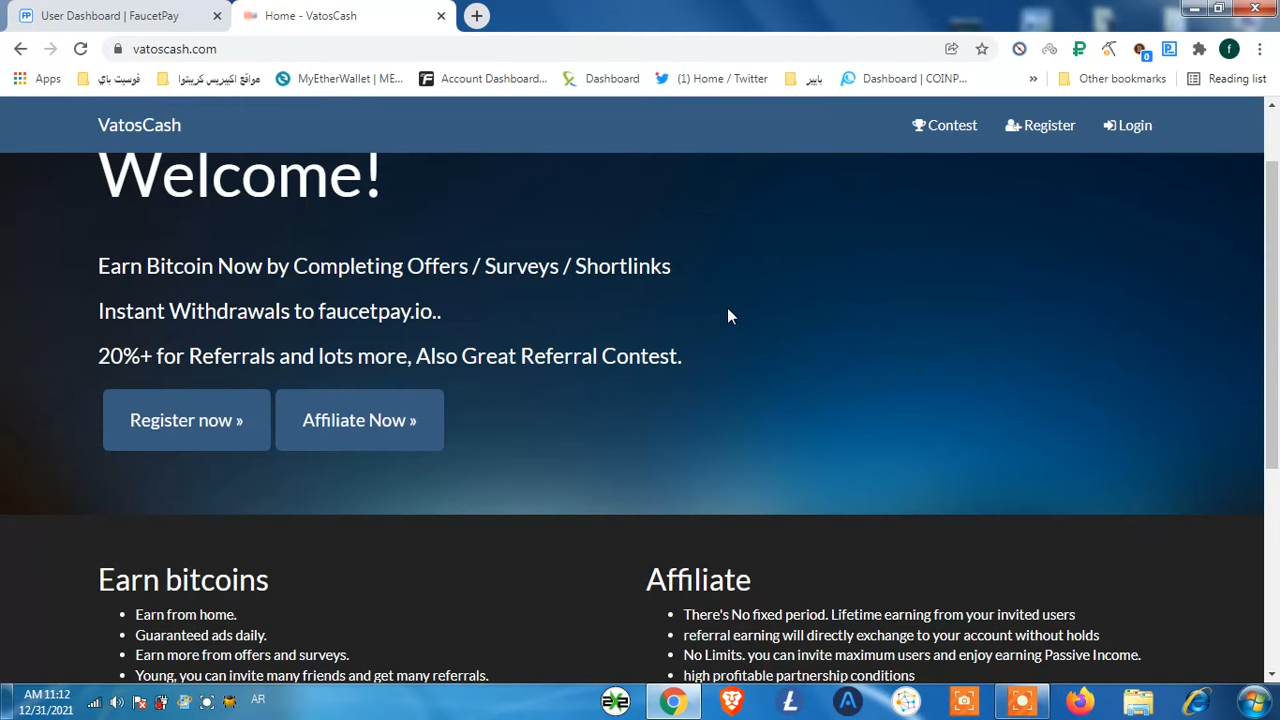 User Dashboard | FaucetPay
Home - VatosCash
vatoscash.com
Apps
فوسيت باي
مواقع اكسبريس كريبتوا
MyEtherWallet | ME...
Account Dashboard...
Dashboard
(1) Home / Twitter
بايير
Dashboard | COINP...
»
Other bookmarks
Reading list
f
0
VatosCash
Contest
Register
Login
Welcome!
Earn Bitcoin Now by Completing Offers / Surveys / Shortlinks
Instant Withdrawals to faucetpay.io..
20%+ for Referrals and lots more, Also Great Referral Contest.
Register now »
Affiliate Now »
Earn bitcoins
Earn from home.
Guaranteed ads daily.
Earn more from offers and surveys.
Young, you can invite many friends and get many referrals.
Affiliate
There's No fixed period. Lifetime earning from your invited users
referral earning will directly exchange to your account without holds
No Limits. you can invite maximum users and enjoy earning Passive Income.
high profitable partnership conditions
AM 11:12
12/31/2021
AR